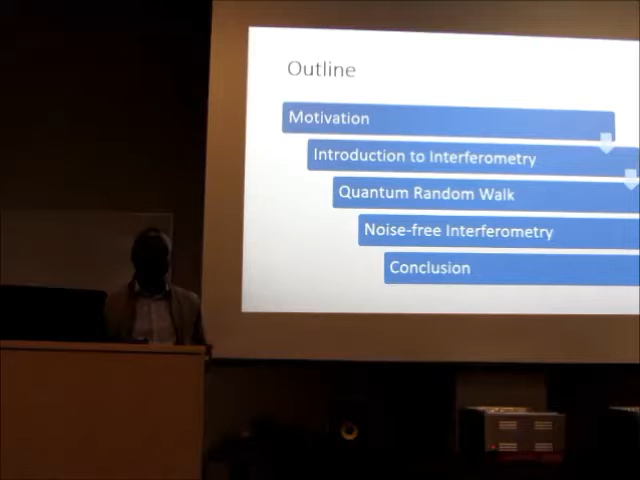 Outline
Motivation
Introduction to Interferometry
Quantum Random Walk
Noise-free Interferometry
Conclusion